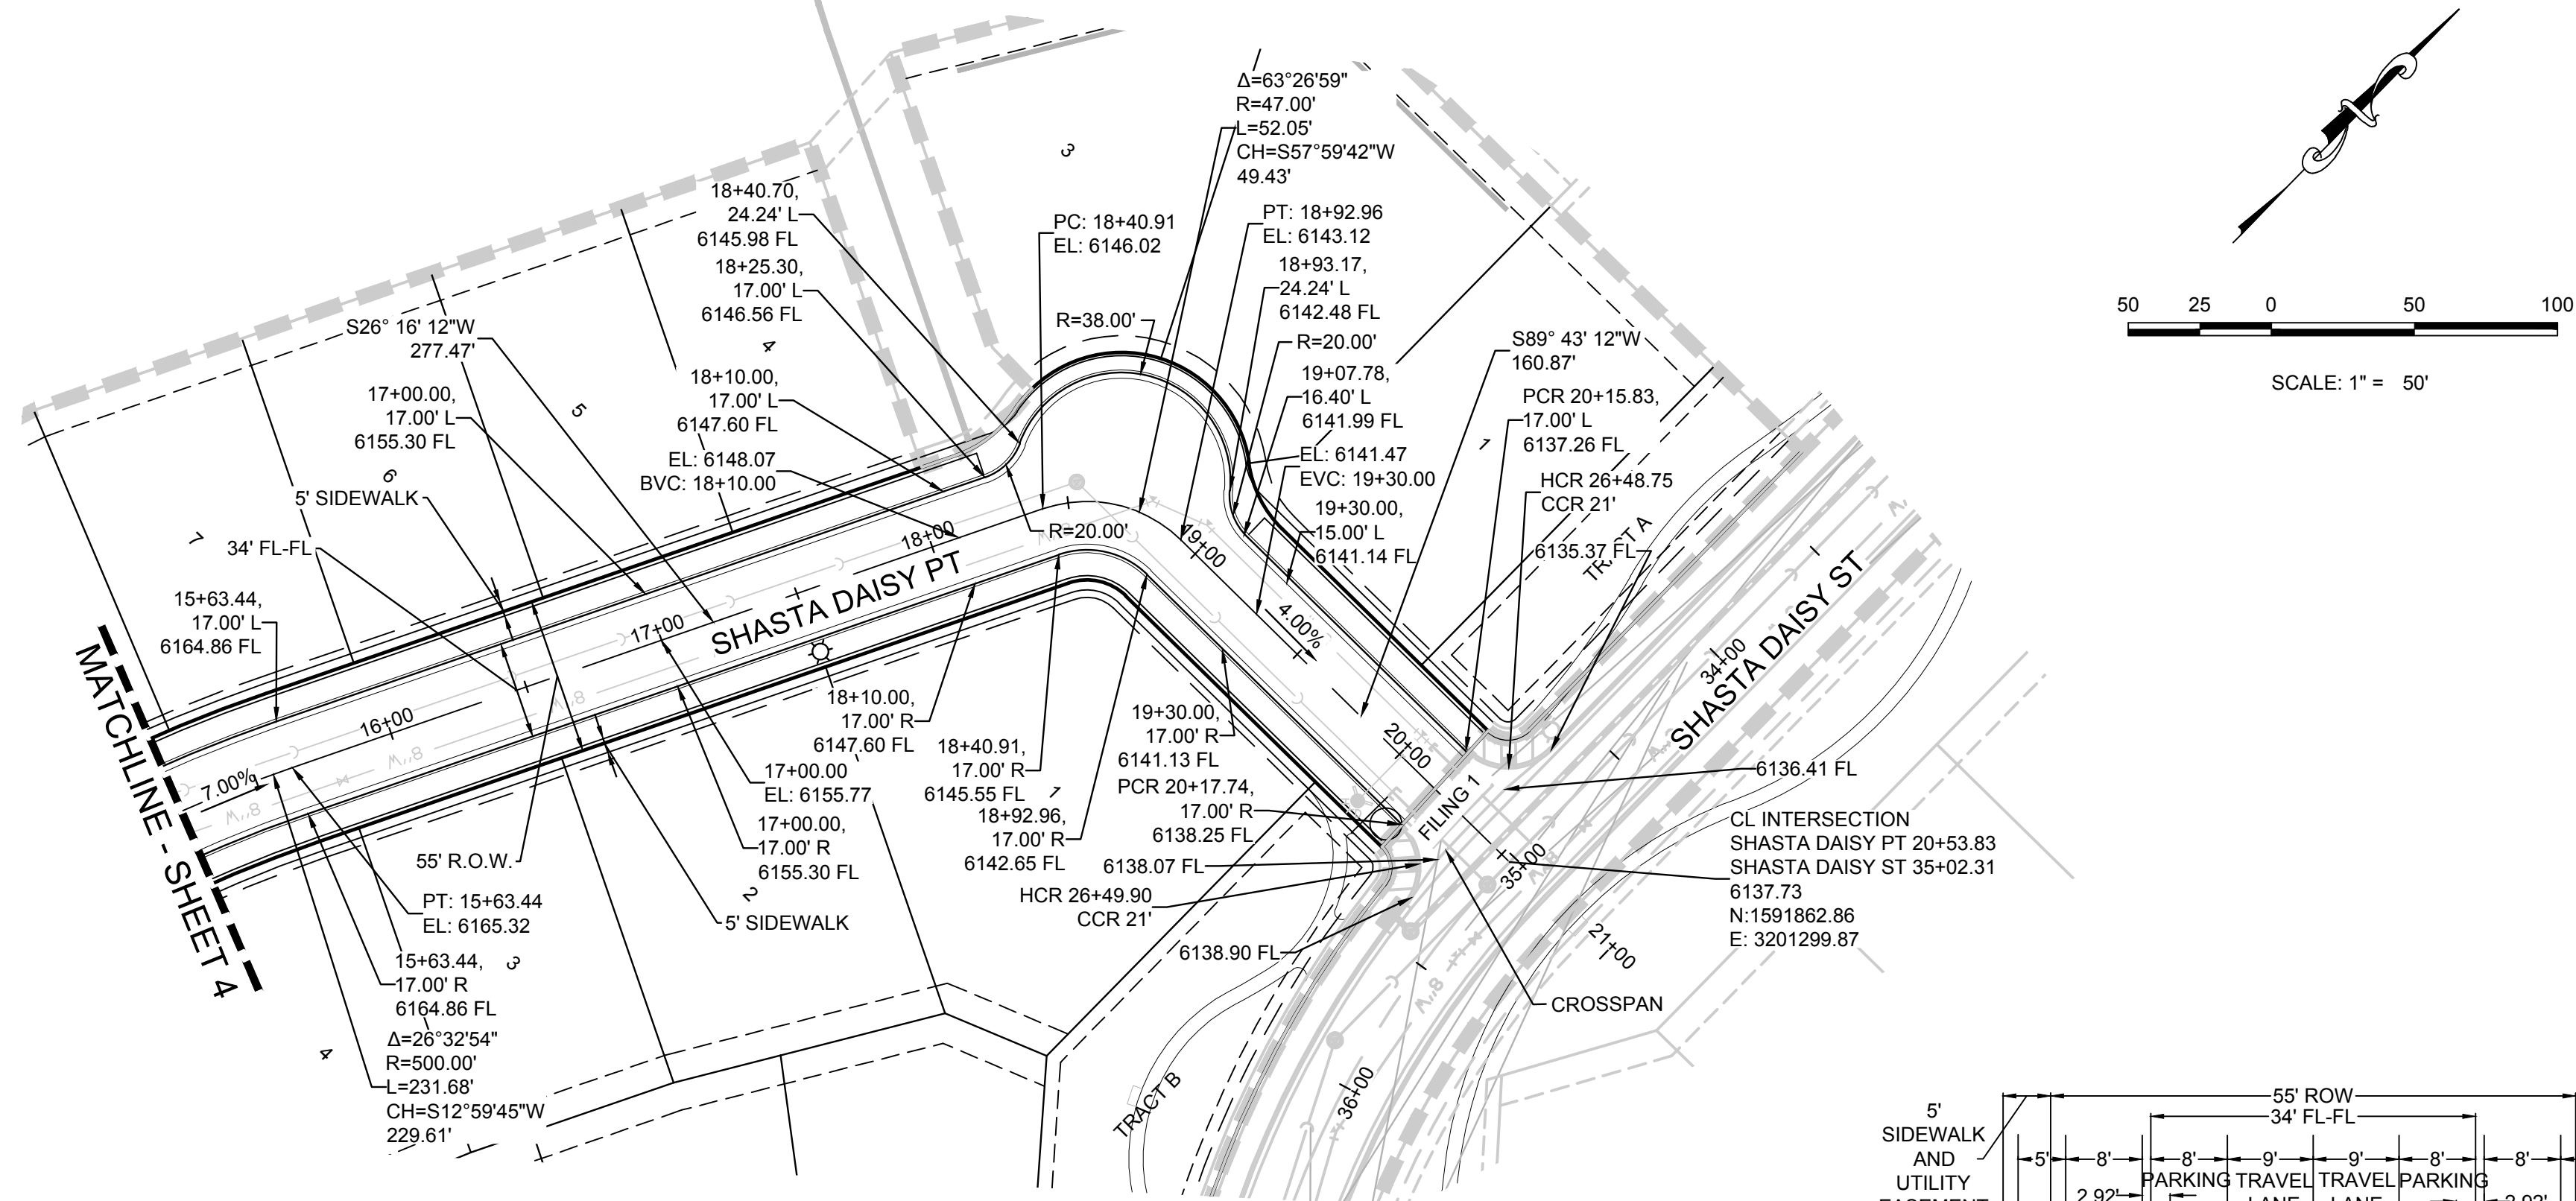 Δ=63°26'59"
R=47.00'
L=52.05'
CH=S57°59'42"W
49.43'
3
18+40.70,
24.24' L
6145.98 FL
18+25.30,
17.00' L
6146.56 FL
PC: 18+40.91
EL: 6146.02
PT: 18+92.96
EL: 6143.12
18+93.17,
24.24' L
6142.48 FL
R=38.00'
R=20.00'
50 25 0 50 100
SCALE: 1" = 50'
S26° 16' 12"W
277.47'
4
S89° 43' 12"W
160.87'
17+00.00,
17.00' L
6155.30 FL
5
18+10.00,
17.00' L
6147.60 FL
19+07.78,
16.40' L
6141.99 FL
PCR 20+15.83,
17.00' L
6137.26 FL
1
EL: 6148.07
BVC: 18+10.00
EL: 6141.47
EVC: 19+30.00
6
5' SIDEWALK
HCR 26+48.75
CCR 21'
19+30.00,
15.00' L
6141.14 FL
7
34' FL-FL
18+00
R=20.00'
19+00
6135.37 FL
TRACT A
15+63.44,
17.00' L
6164.86 FL
17+00
SHASTA DAISY PT
4.00%
SHASTA DAISY ST
34+00
MATCHLINE - SHEET 4
16+00
7.00%
8"W
8"W
8"W
18+10.00,
17.00' R
6147.60 FL
18+40.91,
17.00' R
6145.55 FL
19+30.00,
17.00' R
6141.13 FL
20+00
17+00.00
EL: 6155.77
17+00.00,
17.00' R
6155.30 FL
1
18+92.96,
17.00' R
6142.65 FL
PCR 20+17.74,
17.00' R
6138.25 FL
FILING 1
6136.41 FL
CL INTERSECTION
SHASTA DAISY PT 20+53.83
SHASTA DAISY ST 35+02.31
6137.73
N:1591862.86
E: 3201299.87
55' R.O.W.
6138.07 FL
35+00
2
HCR 26+49.90
CCR 21'
PT: 15+63.44
EL: 6165.32
5' SIDEWALK
6138.90 FL
21+00
15+63.44,
17.00' R
6164.86 FL
3
8"W
CROSSPAN
4
Δ=26°32'54"
R=500.00'
L=231.68'
CH=S12°59'45"W
229.61'
TRACT B
36+00
55' ROW
34' FL-FL
5'
SIDEWALK
AND
UTILITY
5' 8' 8' 9' 9' 8' 8'
PARKING TRAVEL TRAVEL PARKING
2.92'